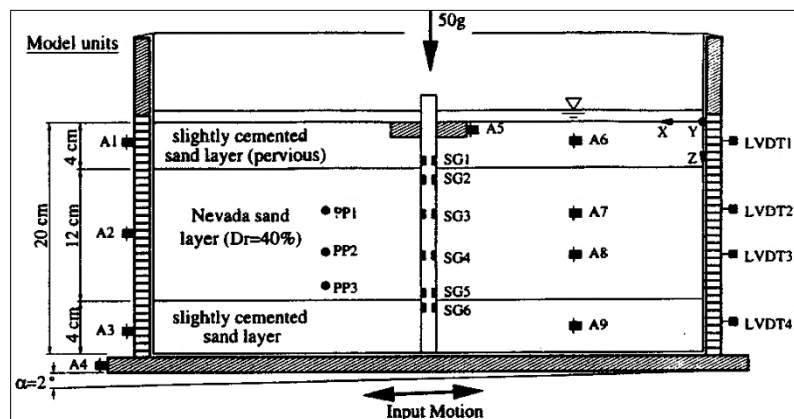 Model units
50g
A1
4 cm
slightly cemented
sand layer (pervious)
A5
A6
X
Y
Z
LVDT1
SG1
SG2
20 cm
12 cm
A2
Nevada sand
layer (Dr=40%)
PP1
PP2
PP3
SG3
SG4
SG5
SG6
A7
A8
LVDT2
LVDT3
4 cm
A3
slightly cemented
sand layer
A9
LVDT4
A4
α=2°
Input Motion